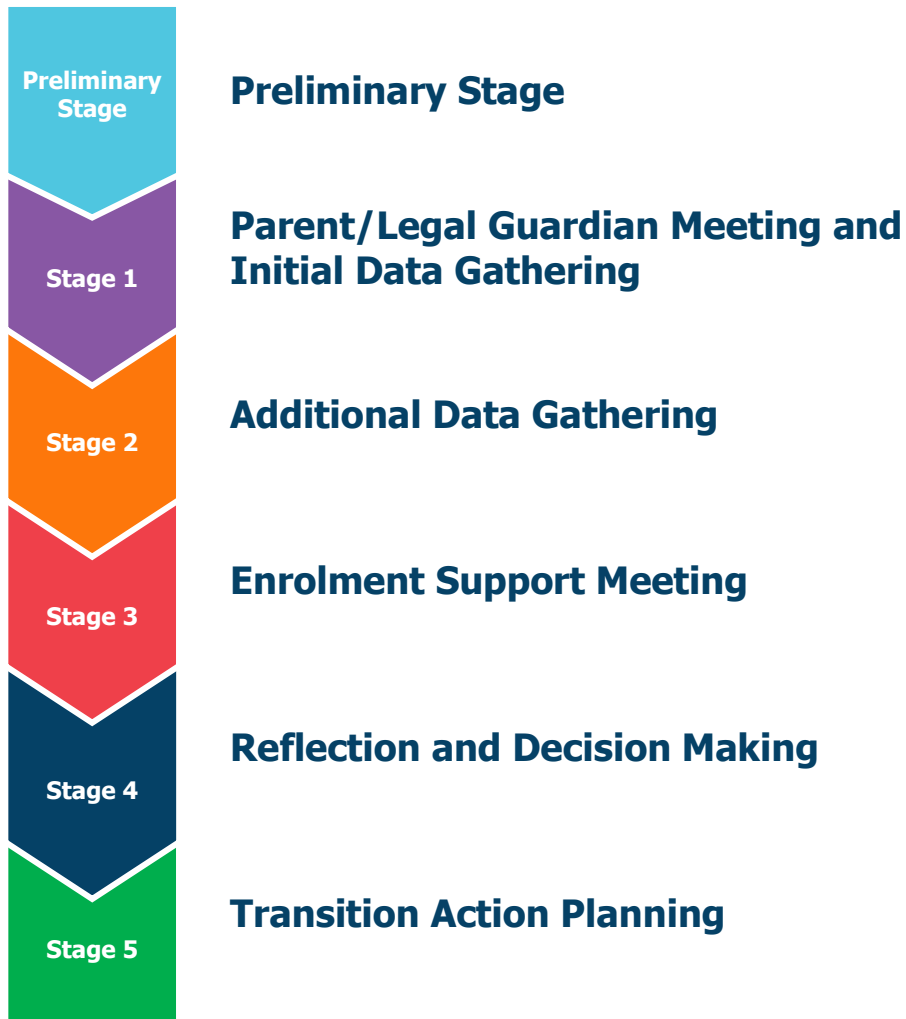 Preliminary
Stage
Preliminary Stage
Stage 1
Parent/Legal Guardian Meeting and
Initial Data Gathering
Stage 2
Additional Data Gathering
Stage 3
Enrolment Support Meeting
Stage 4
Reflection and Decision Making
Stage 5
Transition Action Planning